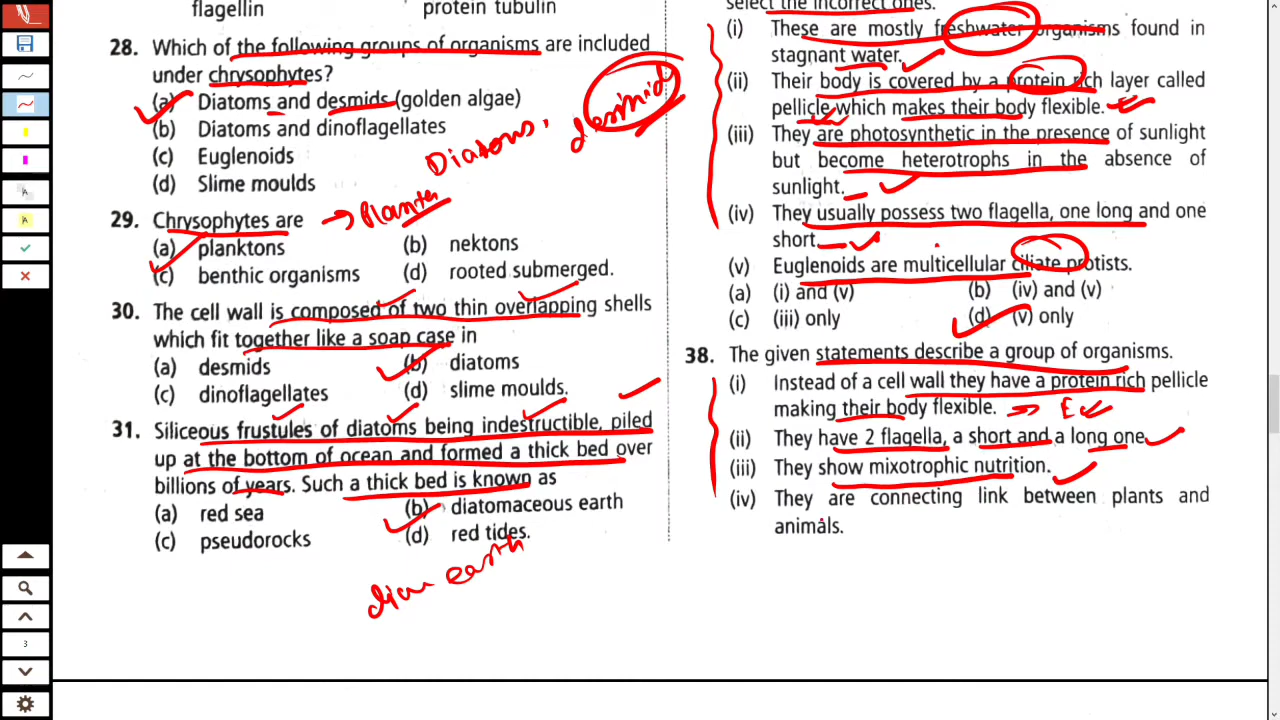 flagellin
protein tubulin
28. Which of the following groups of organisms are included
under chrysophytes?
(a) Diatoms and desmids (golden algae)
(b) Diatoms and dinoflagellates
(c) Euglenoids
(d) Slime moulds
Diatoms, desmid
29. Chrysophytes are
(a) planktons (b) nektons
(c) benthic organisms (d) rooted submerged.
30. The cell wall is composed of two thin overlapping shells
which fit together like a soap case in
(a) desmids (b) diatoms
(c) dinoflagellates (d) slime moulds.
31. Siliceous frustules of diatoms being indestructible, piled
up at the bottom of ocean and formed a thick bed over
billions of years. Such a thick bed is known as
(a) red sea (b) diatomaceous earth
(c) pseudorocks (d) red tides.
earth
3
select the incorrect ones.
(i) These are mostly freshwater organisms found in
stagnant water.
(ii) Their body is covered by a protein rich layer called
pellicle which makes their body flexible.
(iii) They are photosynthetic in the presence of sunlight
but become heterotrophs in the absence of
sunlight.
(iv) They usually possess two flagella, one long and one
short.
(v) Euglenoids are multicellular ciliate protists.
(a) (i) and (v) (b) (iv) and (v)
(c) (iii) only (d) (v) only
38. The given statements describe a group of organisms.
(i) Instead of a cell wall they have a protein rich pellicle
making their body flexible. → E
(ii) They have 2 flagella, a short and a long one.
(iii) They show mixotrophic nutrition.
(iv) They are connecting link between plants and
animals.